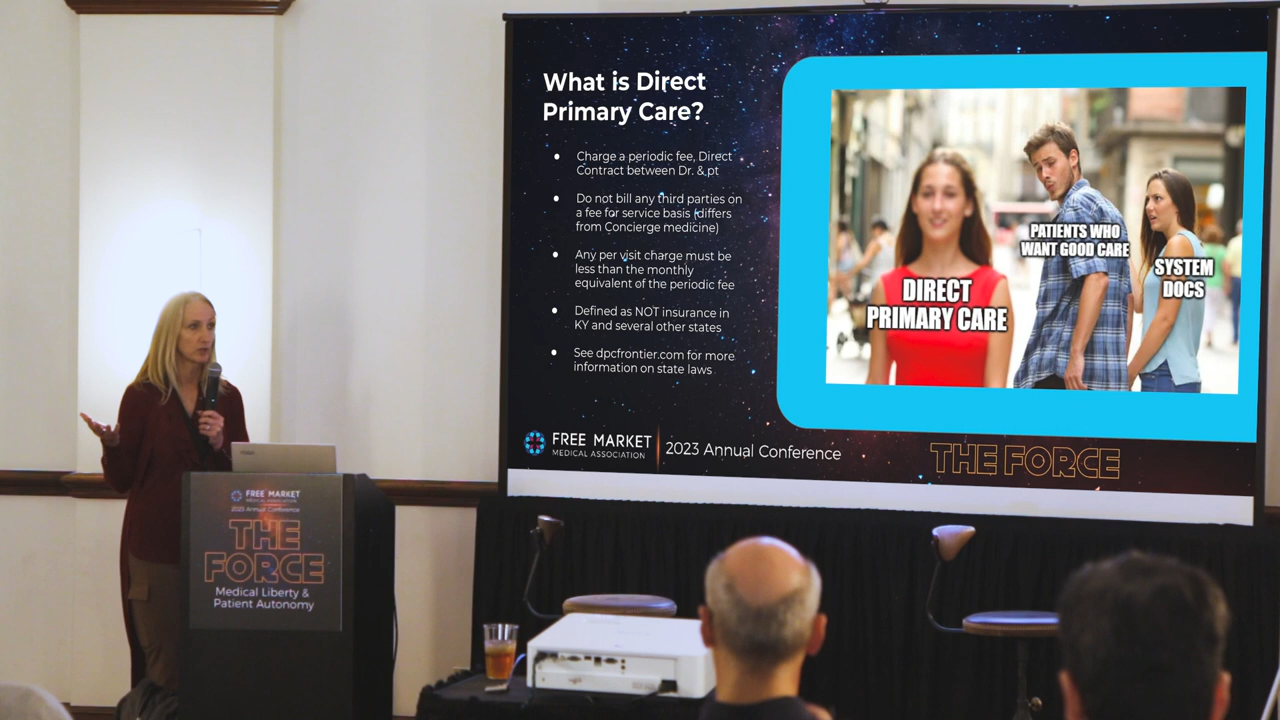 What is Direct
Primary Care?
• Charge a periodic fee, Direct
Contract between Dr. & pt
• Do not bill any third parties on
a fee for service basis (differs
from Concierge medicine)
• Any per visit charge must be
less than the monthly
equivalent of the periodic fee
• Defined as NOT insurance in
KY and several other states
• See dpcfrontier.com for more
information on state laws
DIRECT
PRIMARY CARE
PATIENTS WHO
WANT GOOD CARE
SYSTEM
DOCS
FREE MARKET
MEDICAL ASSOCIATION
2023 Annual Conference
THE FORCE
FREE MARKET
MEDICAL ASSOCIATION
2023 Annual Conference
THE
FORCE
Medical Liberty &
Patient Autonomy